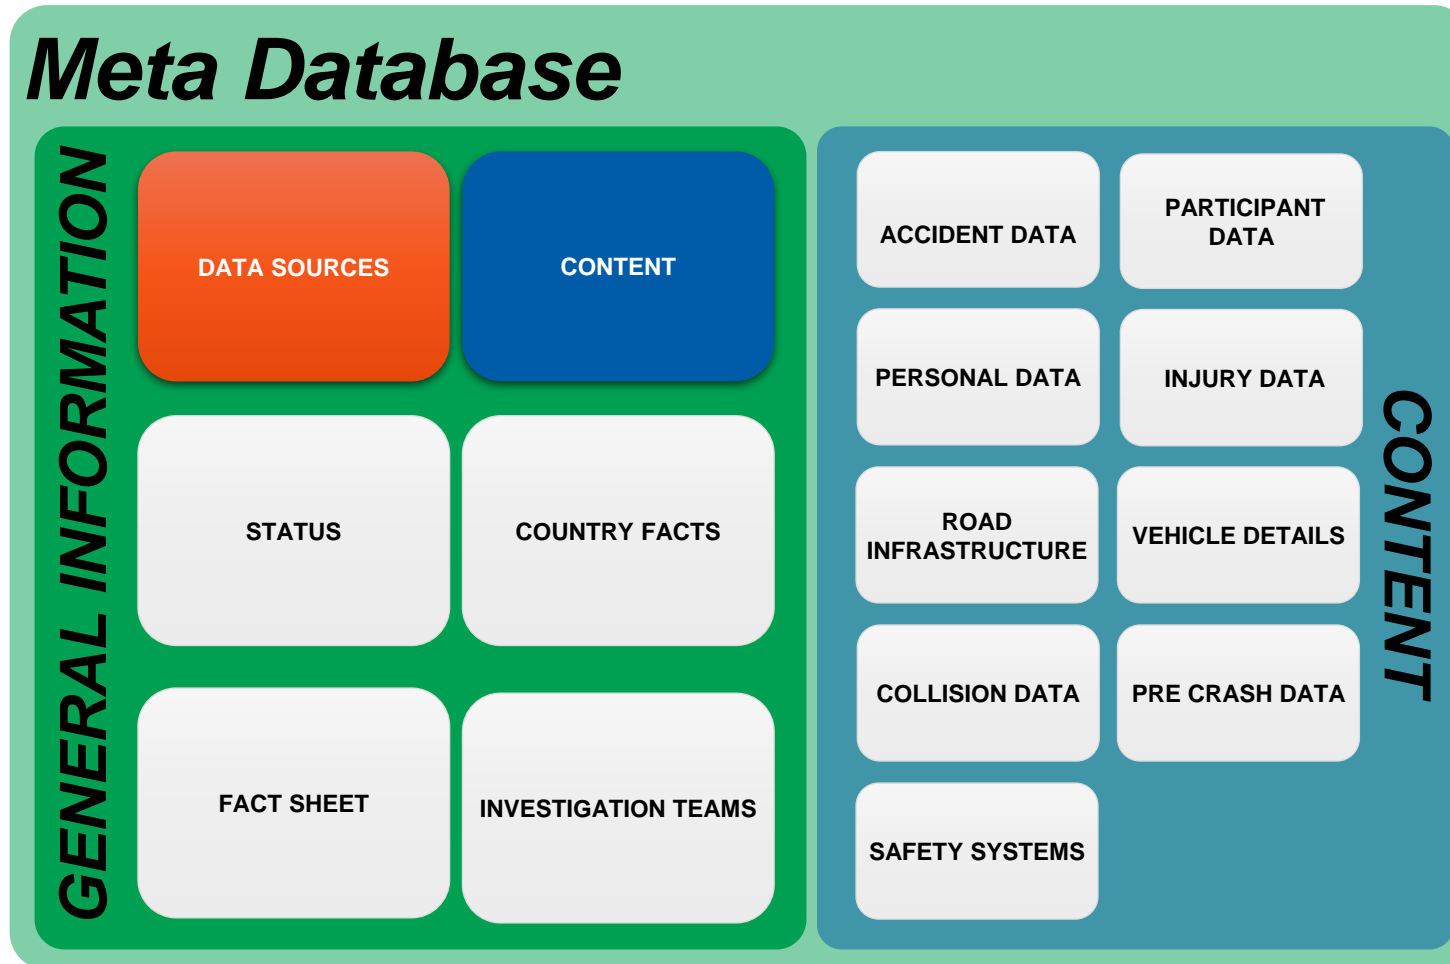 Meta Database
GENERAL INFORMATION
DATA SOURCES
CONTENT
STATUS
COUNTRY FACTS
FACT SHEET
INVESTIGATION TEAMS
CONTENT
ACCIDENT DATA
PARTICIPANT
DATA
PERSONAL DATA
INJURY DATA
ROAD
INFRASTRUCTURE
VEHICLE DETAILS
COLLISION DATA
PRE CRASH DATA
SAFETY SYSTEMS